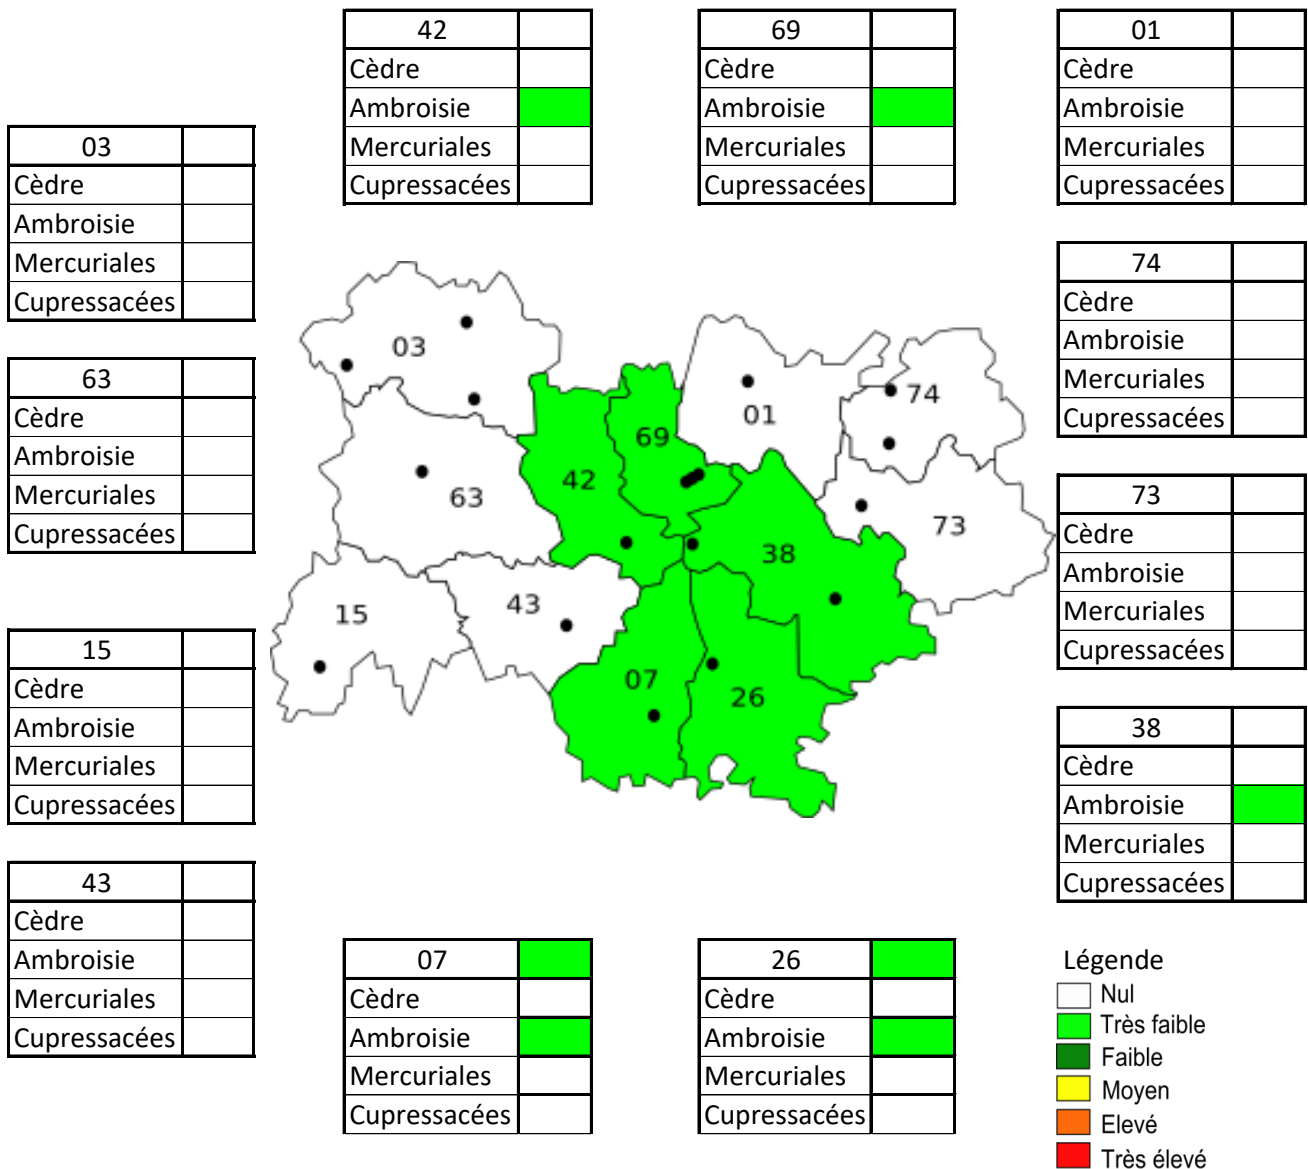 42
Cèdre
Ambroisie
Mercuriales
Cupressacées
69
Cèdre
Ambroisie
Mercuriales
Cupressacées
01
Cèdre
Ambroisie
Mercuriales
Cupressacées
03
Cèdre
Ambroisie
Mercuriales
Cupressacées
74
Cèdre
Ambroisie
Mercuriales
Cupressacées
63
Cèdre
Ambroisie
Mercuriales
Cupressacées
03
74
01
69
42
63
73
38
43
15
07
26
73
Cèdre
Ambroisie
Mercuriales
Cupressacées
15
Cèdre
Ambroisie
Mercuriales
Cupressacées
38
Cèdre
Ambroisie
Mercuriales
Cupressacées
43
Cèdre
Ambroisie
Mercuriales
Cupressacées
07
Cèdre
Ambroisie
Mercuriales
Cupressacées
26
Cèdre
Ambroisie
Mercuriales
Cupressacées
Légende
Nul
Très faible
Faible
Moyen
Elevé
Très élevé